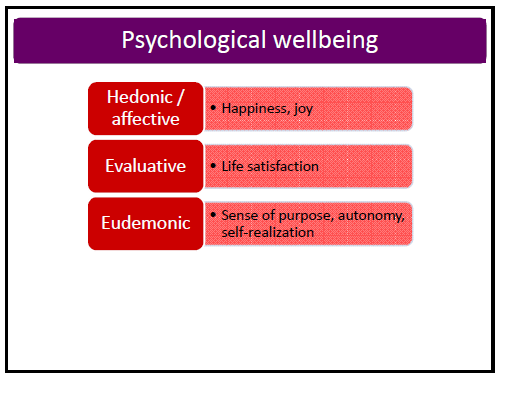 Psychological wellbeing
Hedonic /
affective
• Happiness, joy
Evaluative
• Life satisfaction
Eudemonic
• Sense of purpose, autonomy,
self-realization